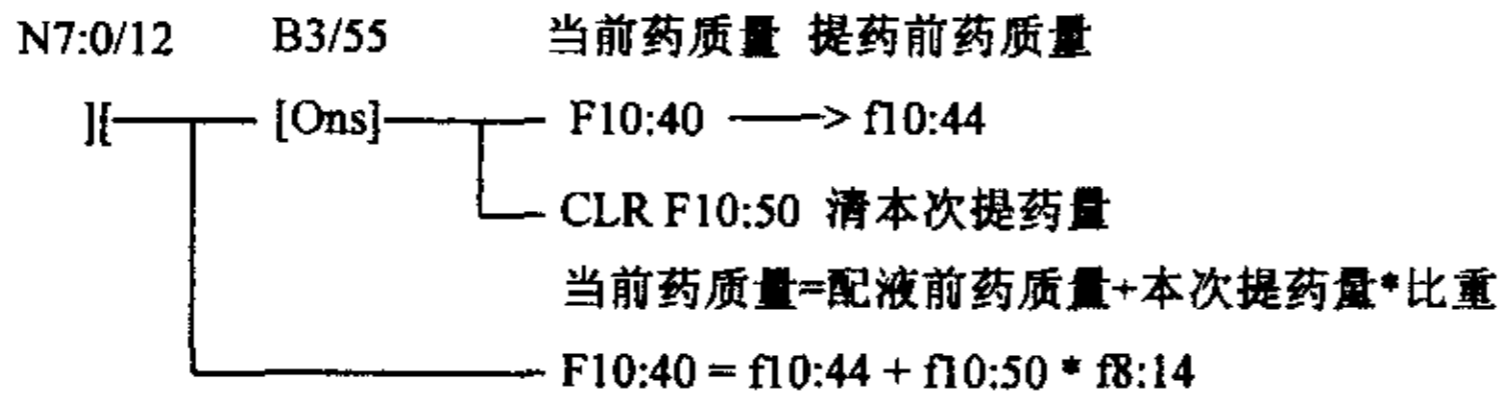 N7:0/12 B3/55 当前药质量 提药前药质量
][ [Ons] F10:40 —> f10:44
CLR F10:50 清本次提药量
当前药质量=配液前药质量+本次提药量*比重
F10:40 = f10:44 + f10:50 * f8:14